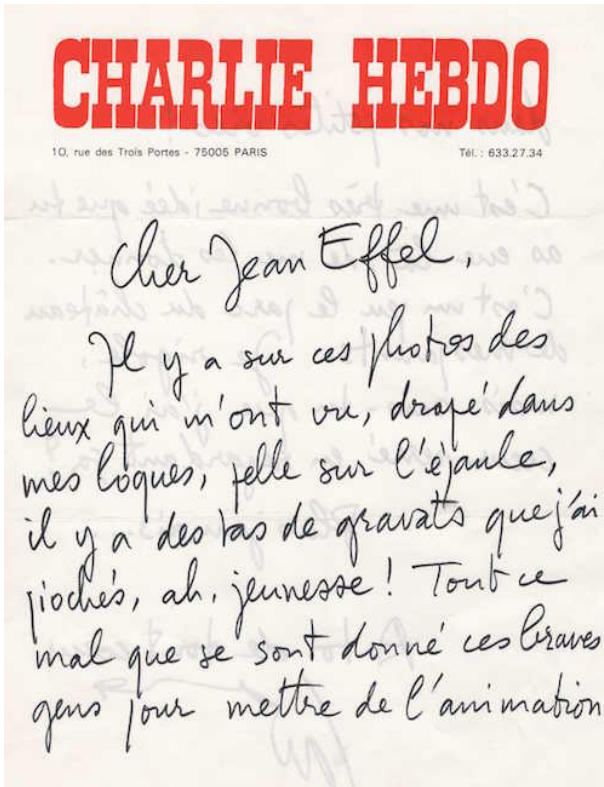 CHARLIE HEBDO
10, rue des Trois Portes - 75005 PARIS
Tél. : 633.27.34
Cher Jean Effel,
Il y a sur ces photos des
lieux qui m'ont vu, drapé dans
mes loques, pelle sur l'épaule,
il y a des tas de gravats que j'ai
piochés, ah, jeunesse ! Tout ce
mal que se sont donné ces braves
gens pour mettre de l'animation